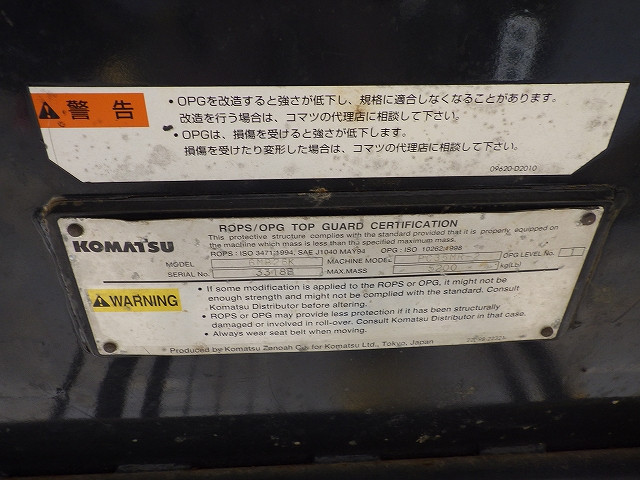 警告
・OPGを改造すると強さが低下し、規格に適合しなくなることがあります。
改造を行う場合は、コマツの代理店に相談して下さい。
・OPGは、損傷を受けると強さが低下します。
損傷を受けたり変形した場合は、コマツの代理店に相談して下さい。
09620-D2010
ROPS/OPG TOP GUARD CERTIFICATION
This protective structure complies with the standard provided that it is properly equipped on
the machine which mass is less than the specified maximum mass.
KOMATSU
ROPS : ISO 3471:1994, SAE J1040 MAY94 OPG : ISO 10262:1998
MODEL MACHINE MODEL OPG LEVEL No.
SERIAL No. 3318B MAX.MASS kg(Lb)
WARNING
• If some modification is applied to the ROPS or OPG, it might not be
enough strength and might not be complied with the standard. Consult
Komatsu Distributor before altering.
• ROPS or OPG may provide less protection if it has been structurally
damaged or involved in roll-over. Consult Komatsu Distributor in that case.
• Always wear seat belt when moving.
Produced by Komatsu Zenoah Co. for Komatsu Ltd., Tokyo, Japan